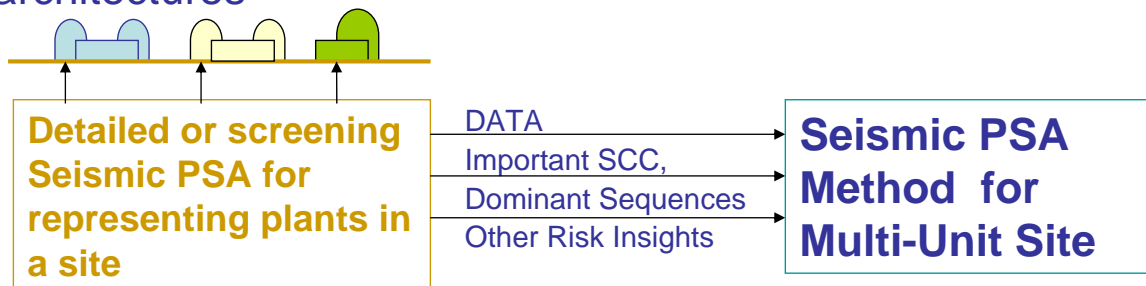 architectures
Detailed or screening
Seismic PSA for
representing plants in
a site
DATA
Important SCC,
Dominant Sequences
Other Risk Insights
Seismic PSA
Method for
Multi-Unit Site